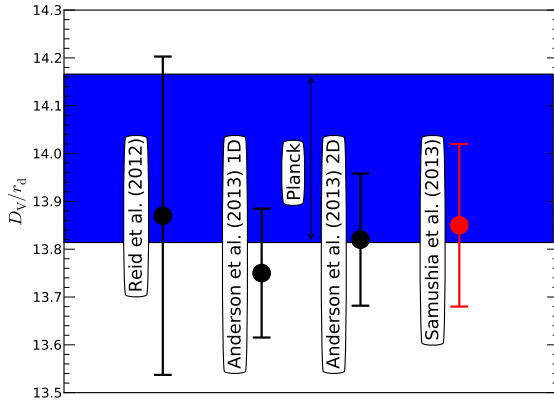 14.3
14.2
14.1
14.0
13.9
13.8
13.7
13.6
13.5
D_V/r_d
Reid et al. (2012)
Anderson et al. (2013) 1D
Planck
Anderson et al. (2013) 2D
Samushia et al. (2013)